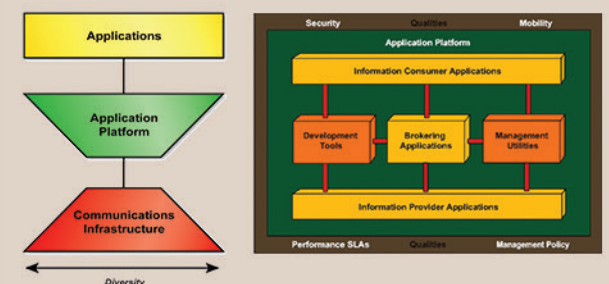 Applications
Application
Platform
Communications
Infrastructure
Diversity
Security Qualities Mobility
Application Platform
Information Consumer Applications
Development
Tools
Brokering
Applications
Management
Utilities
Information Provider Applications
Performance SLAs Qualities Management Policy